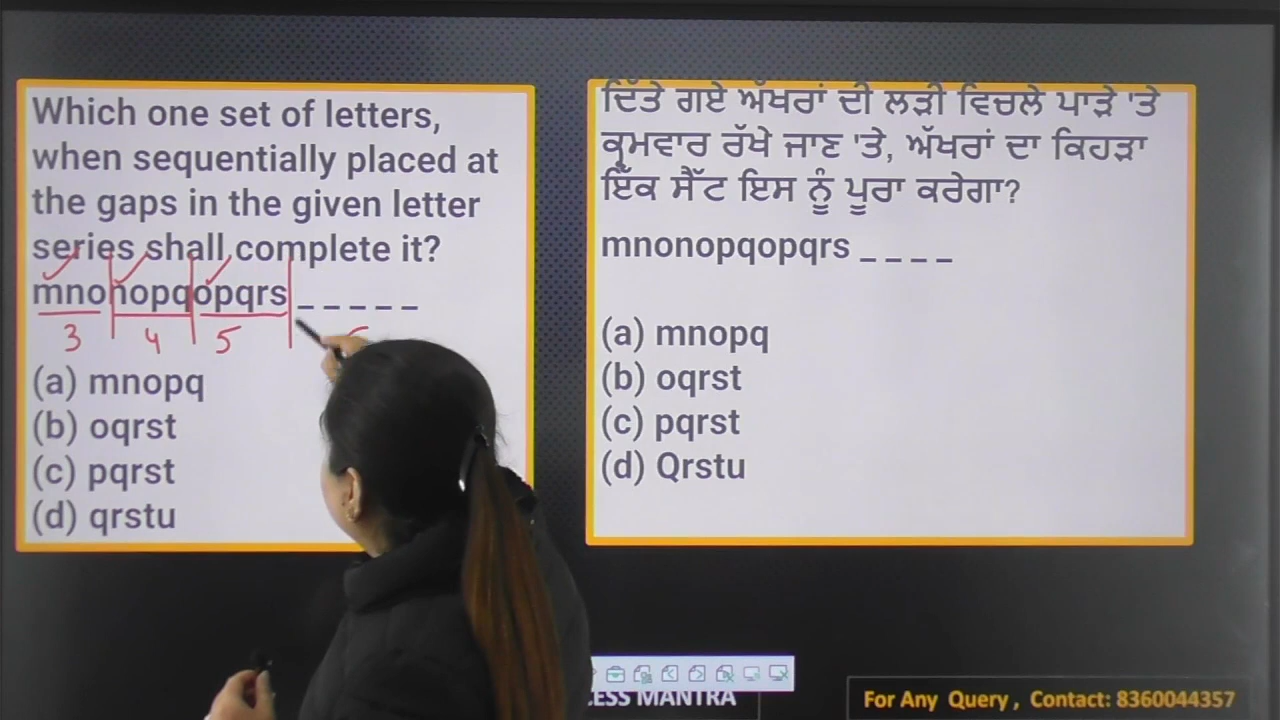 Which one set of letters,
when sequentially placed at
the gaps in the given letter
series shall complete it?
mnonopqopqrs _ _ _ _ _
3 4 5
(a) mnopq
(b) oqrst
(c) pqrst
(d) qrstu
ਦਿੱਤੇ ਗਏ ਅੱਖਰਾਂ ਦੀ ਲੜੀ ਵਿਚਲੇ ਪਾੜੇ 'ਤੇ
ਕ੍ਰਮਵਾਰ ਰੱਖੇ ਜਾਣ 'ਤੇ, ਅੱਖਰਾਂ ਦਾ ਕਿਹੜਾ
ਇੱਕ ਸੈੱਟ ਇਸ ਨੂੰ ਪੂਰਾ ਕਰੇਗਾ?
mnonopqopqrs _ _ _ _
(a) mnopq
(b) oqrst
(c) pqrst
(d) Qrstu
MANTRA
For Any Query , Contact: 8360044357